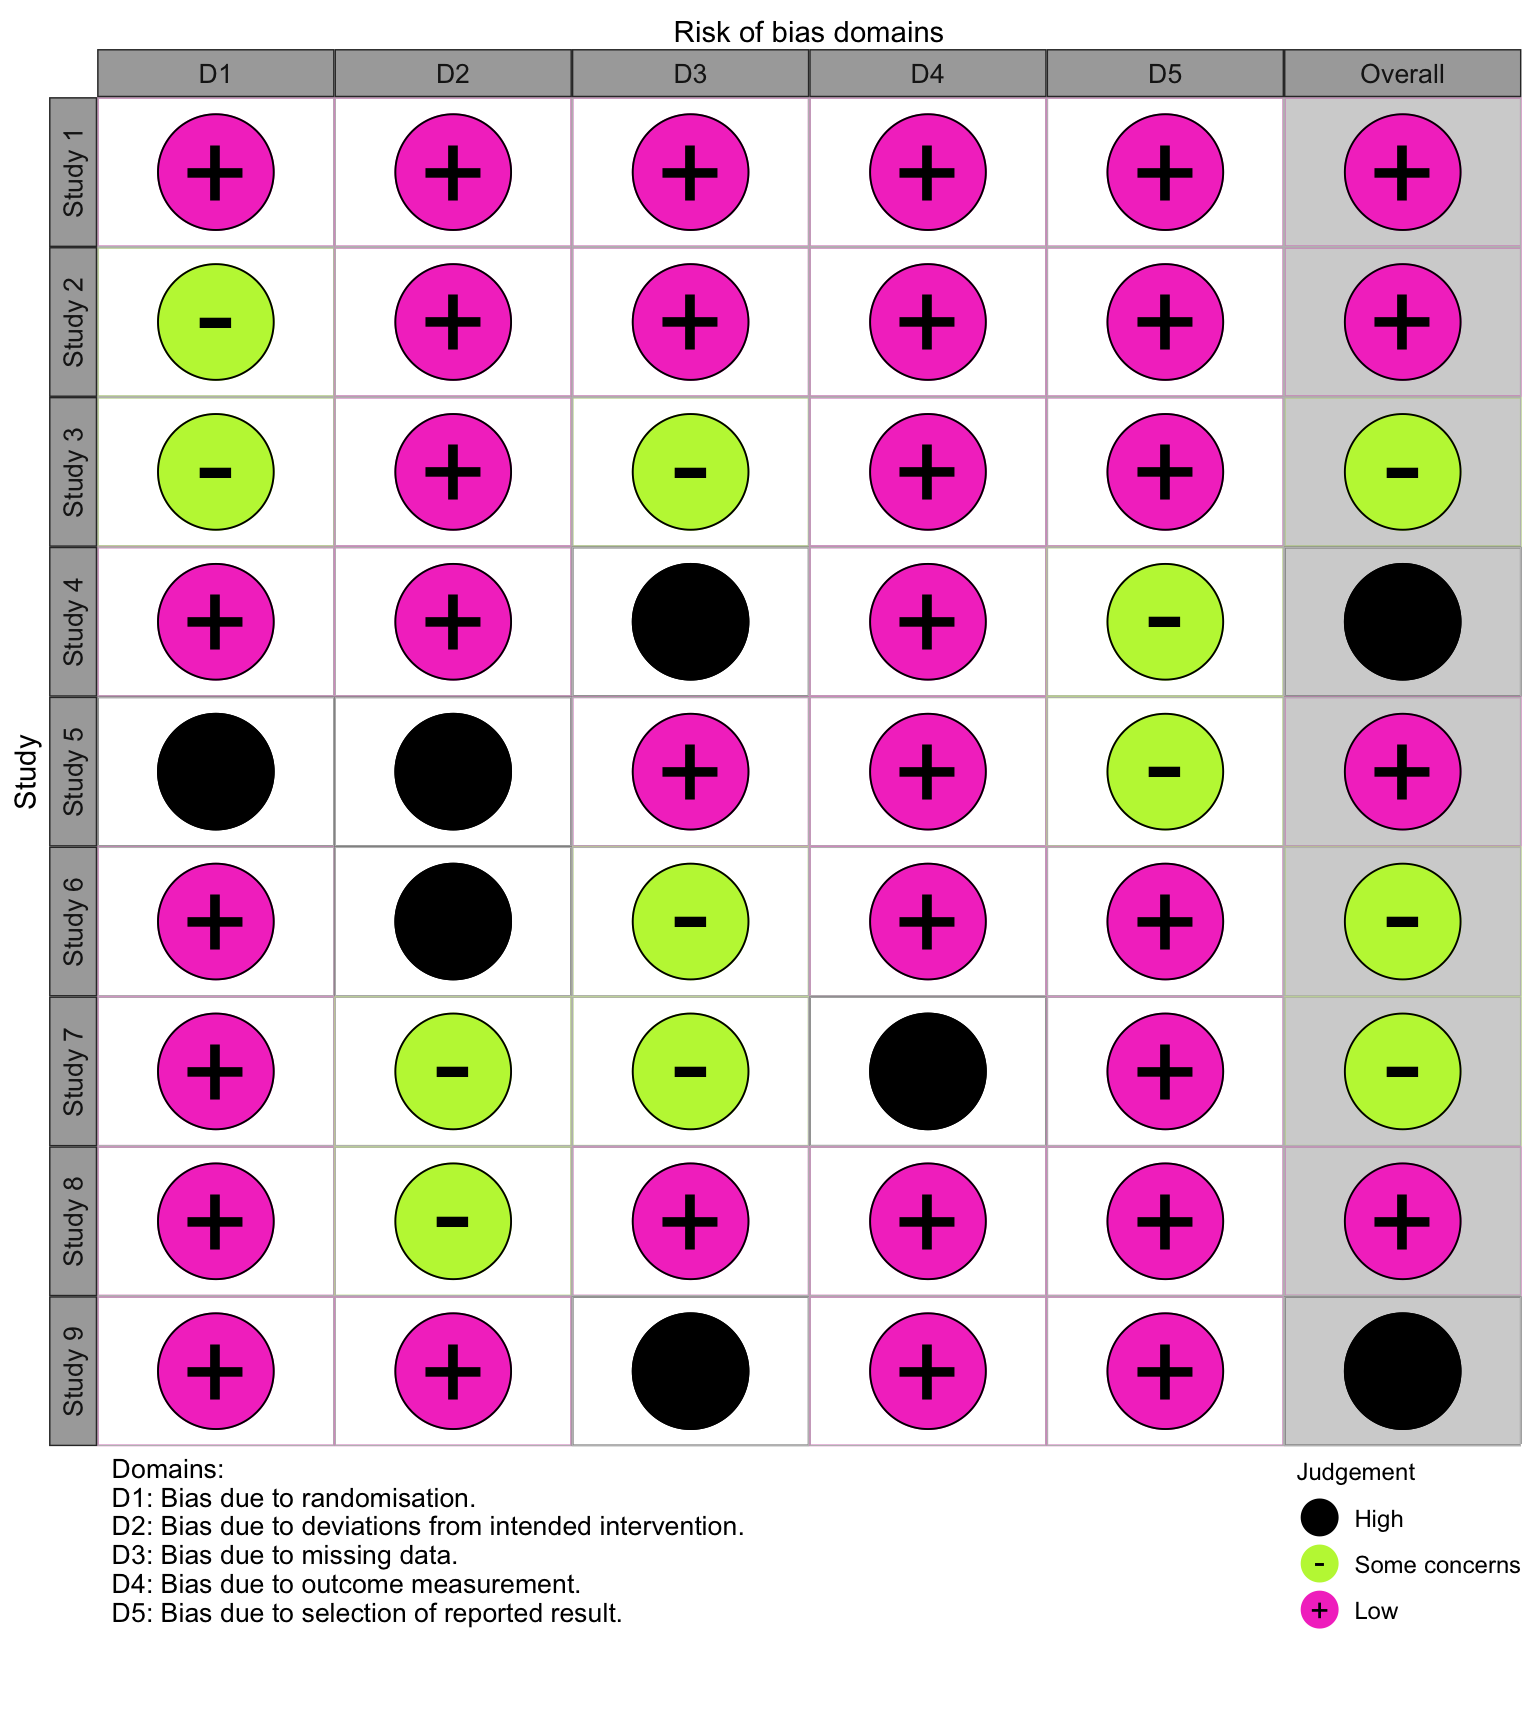 Risk of bias domains
D1 D2 D3 D4 D5 Overall
Study
Study 1 + + + + + +
Study 2 - + + + + +
Study 3 - + - + + -
Study 4 + + + -
Study 5 + + - +
Study 6 + - + + -
Study 7 + - - + -
Study 8 + - + + + +
Study 9 + + + +
Domains:
D1: Bias due to randomisation.
D2: Bias due to deviations from intended intervention.
D3: Bias due to missing data.
D4: Bias due to outcome measurement.
D5: Bias due to selection of reported result.
Judgement
High
- Some concerns
+ Low